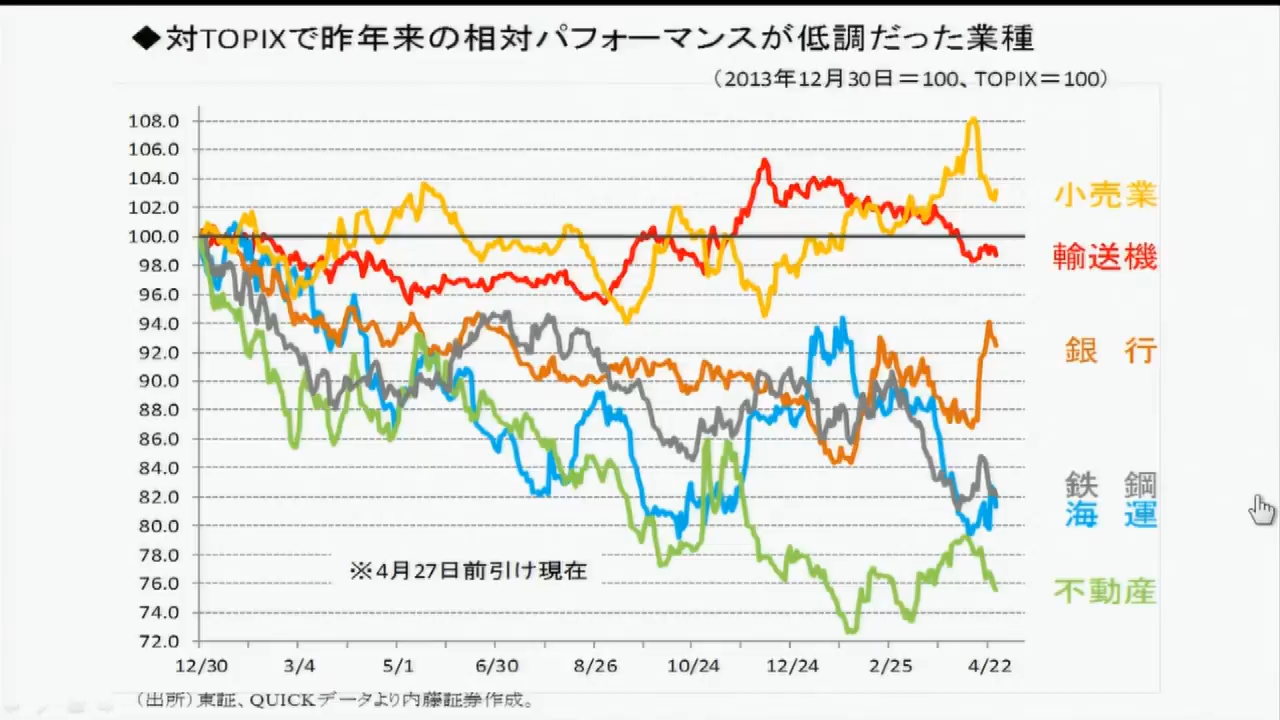 ◆対TOPIXで昨年来の相対パフォーマンスが低調だった業種
（2013年12月30日＝100、TOPIX＝100）
108.0
106.0
104.0
102.0
100.0
98.0
96.0
94.0
92.0
90.0
88.0
86.0
84.0
82.0
80.0
78.0
76.0
74.0
72.0
小売業
輸送機
銀 行
鉄 鋼
海 運
不動産
※4月27日前引け現在
12/30 3/4 5/1 6/30 8/26 10/24 12/24 2/25 4/22
（出所）東証、QUICKデータより内藤証券作成。